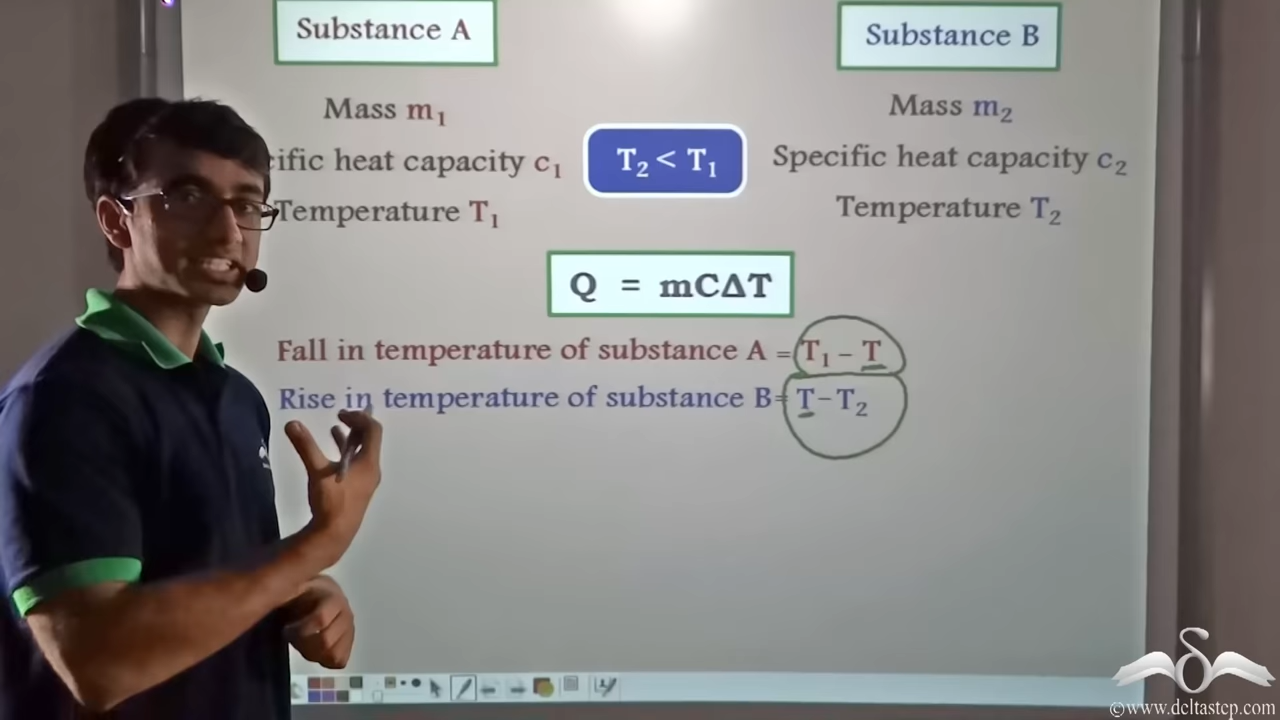 Substance A
Substance B
Mass m₁
Mass m₂
T₂ < T₁
ific heat capacity c₁
Specific heat capacity c₂
Temperature T₁
Temperature T₂
Q = mCΔT
Fall in temperature of substance A = T₁ – T
Rise in temperature of substance B= T – T₂
©www.deltastep.com